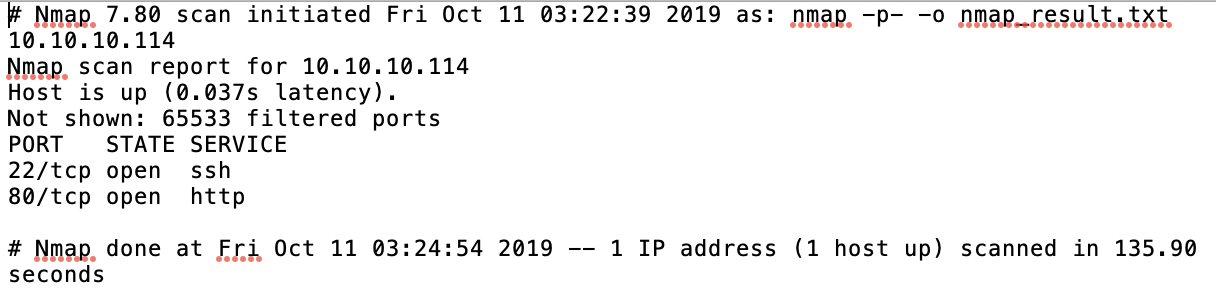 # Nmap 7.80 scan initiated Fri Oct 11 03:22:39 2019 as: nmap -p- -o nmap_result.txt
10.10.10.114
Nmap scan report for 10.10.10.114
Host is up (0.037s latency).
Not shown: 65533 filtered ports
PORT   STATE SERVICE
22/tcp open  ssh
80/tcp open  http

# Nmap done at Fri Oct 11 03:24:54 2019 -- 1 IP address (1 host up) scanned in 135.90
seconds